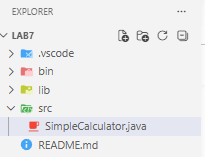 EXPLORER
LAB7
.vscode
bin
lib
src
SimpleCalculator.java
README.md